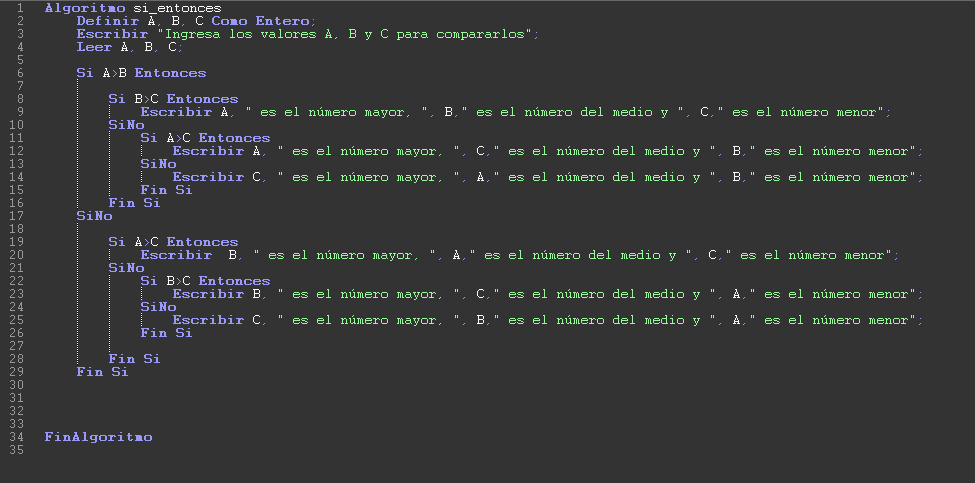 1 Algoritmo si_entonces
2 Definir A, B, C Como Entero;
3 Escribir "Ingresa los valores A, B y C para compararlos";
4 Leer A, B, C;
5
6 Si A>B Entonces
7
8 Si B>C Entonces
9 Escribir A, " es el número mayor, ", B," es el número del medio y ", C," es el número menor";
10 SiNo
11 Si A>C Entonces
12 Escribir A, " es el número mayor, ", C," es el número del medio y ", B," es el número menor";
13 SiNo
14 Escribir C, " es el número mayor, ", A," es el número del medio y ", B," es el número menor";
15 Fin Si
16 Fin Si
17 SiNo
18
19 Si A>C Entonces
20 Escribir  B, " es el número mayor, ", A," es el número del medio y ", C," es el número menor";
21 SiNo
22 Si B>C Entonces
23 Escribir B, " es el número mayor, ", C," es el número del medio y ", A," es el número menor";
24 SiNo
25 Escribir C, " es el número mayor, ", B," es el número del medio y ", A," es el número menor";
26 Fin Si
27
28 Fin Si
29 Fin Si
30
31
32
33
34 FinAlgoritmo
35